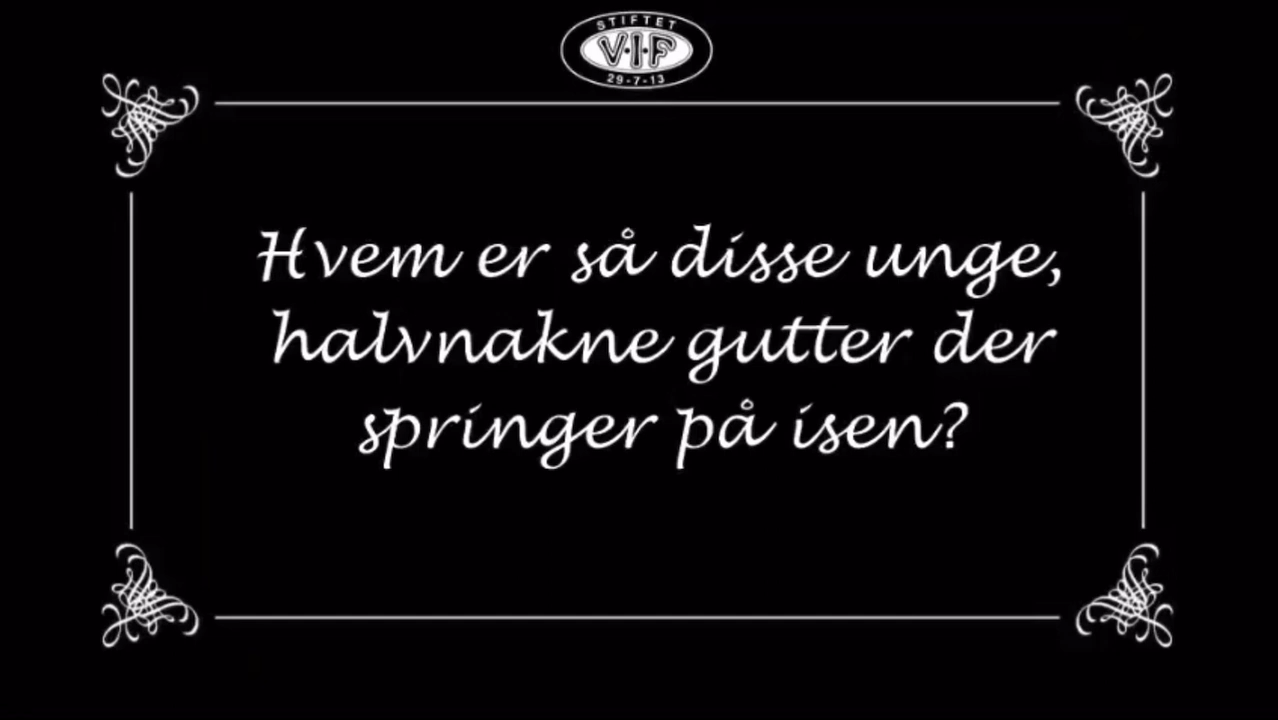 STIFTET
V·I·F
29-7-13
Hvem er så disse unge,
halvnakne gutter der
springer på isen?